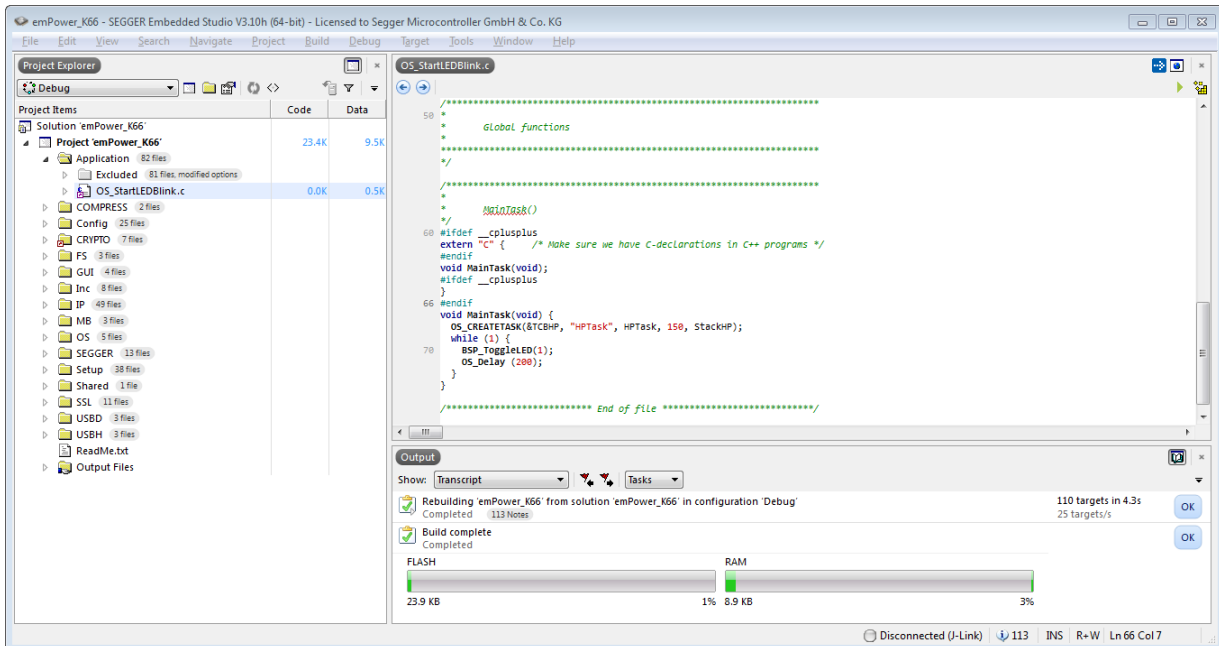 emPower_K66 - SEGGER Embedded Studio V3.10h (64-bit) - Licensed to Segger Microcontroller GmbH & Co. KG
File Edit View Search Navigate Project Build Debug Target Tools Window Help
Project Explorer
Debug
Project Items Code Data
Solution 'emPower_K66'
Project 'emPower_K66' 23.4K 9.5K
Application 82 files
Excluded 81 files, modified options
OS_StartLEDBlink.c 0.0K 0.5K
COMPRESS 2 files
Config 25 files
CRYPTO 7 files
FS 3 files
GUI 4 files
Inc 8 files
IP 49 files
MB 3 files
OS 5 files
SEGGER 13 files
Setup 38 files
Shared 1 file
SSL 11 files
USBD 3 files
USBH 3 files
ReadMe.txt
Output Files
OS_StartLEDBlink.c
/*********************************************************************
50 *
* Global functions
*
**********************************************************************
*/
/*********************************************************************
*
* MainTask()
*/
60 #ifdef __cplusplus
extern "C" { /* Make sure we have C-declarations in C++ programs */
#endif
void MainTask(void);
#ifdef __cplusplus
}
66 #endif
void MainTask(void) {
OS_CREATETASK(&TCBHP, "HPTask", HPTask, 150, StackHP);
while (1) {
70 BSP_ToggleLED(1);
OS_Delay (200);
}
}
/*************************** End of file ****************************/
Output
Show: Transcript Tasks
Rebuilding 'emPower_K66' from solution 'emPower_K66' in configuration 'Debug' 110 targets in 4.3s OK
Completed 113 Notes 25 targets/s
Build complete OK
Completed
FLASH RAM
23.9 KB 1% 8.9 KB 3%
Disconnected (J-Link) 113 INS R+W Ln 66 Col 7